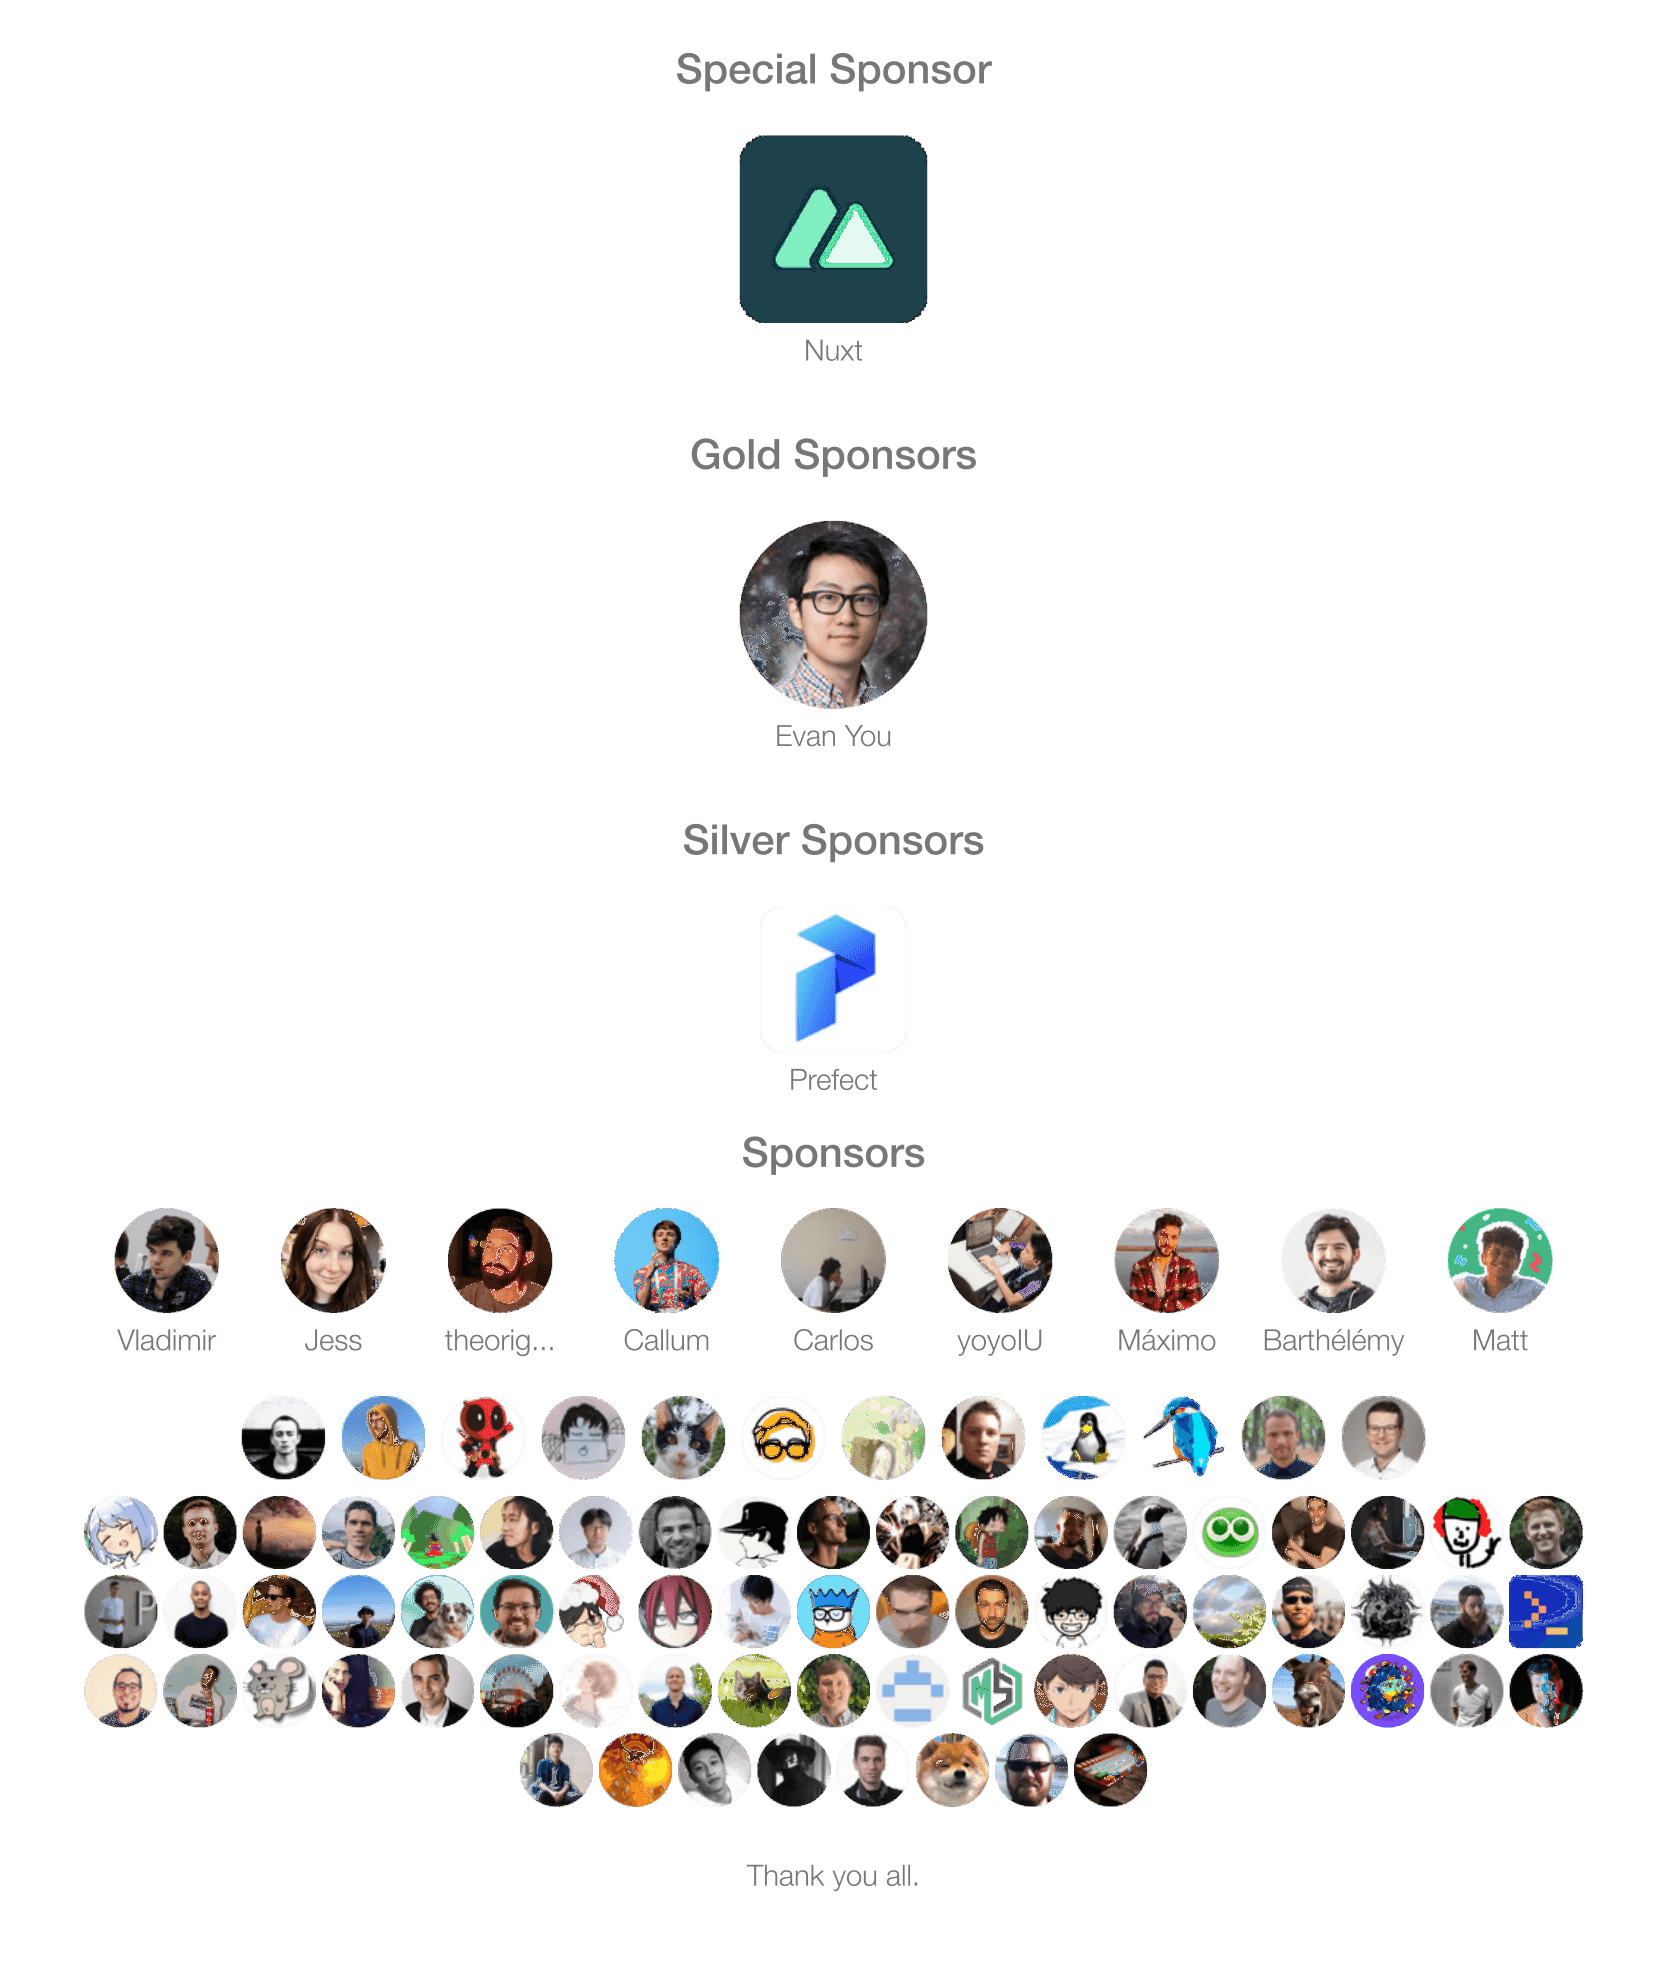 Special Sponsor
Nuxt
Gold Sponsors
Evan You
Silver Sponsors
Prefect
Sponsors
Vladimir Jess theorig... Callum Carlos yoyolU Máximo Barthélémy Matt
Thank you all.